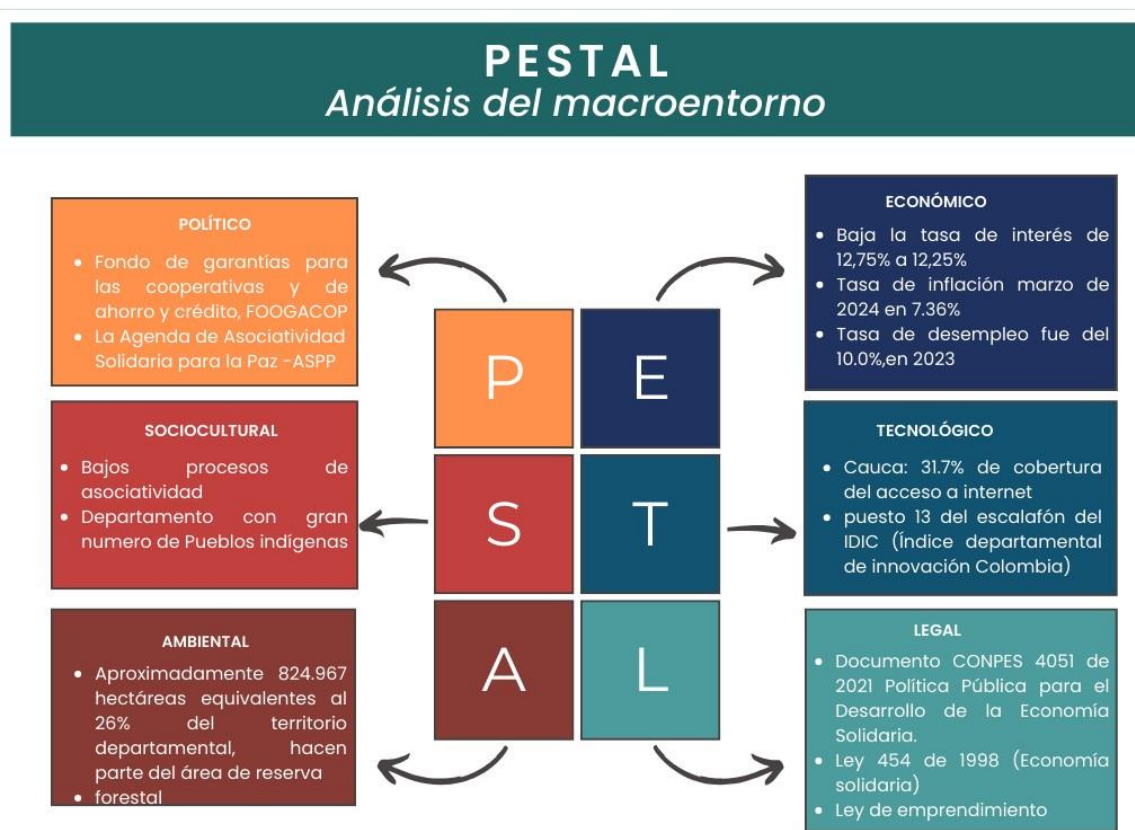 PESTAL
Análisis del macroentorno
POLÍTICO
• Fondo de garantías para
las cooperativas y de
ahorro y crédito, FOOGACOP
• La Agenda de Asociatividad
Solidaria para la Paz -ASPP
ECONÓMICO
• Baja la tasa de interés de
12,75% a 12,25%
• Tasa de inflación marzo de
2024 en 7.36%
• Tasa de desempleo fue del
10.0%,en 2023
P
E
SOCIOCULTURAL
• Bajos procesos de
asociatividad
• Departamento con gran
numero de Pueblos indígenas
TECNOLÓGICO
• Cauca: 31.7% de cobertura
del acceso a internet
• puesto 13 del escalafón del
IDIC (Índice departamental
de innovación Colombia)
S
T
AMBIENTAL
• Aproximadamente 824.967
hectáreas equivalentes al
26% del territorio
departamental, hacen
parte del área de reserva
• forestal
LEGAL
• Documento CONPES 4051 de
2021 Política Pública para el
Desarrollo de la Economía
Solidaria.
• Ley 454 de 1998 (Economía
solidaria)
• Ley de emprendimiento
A
L